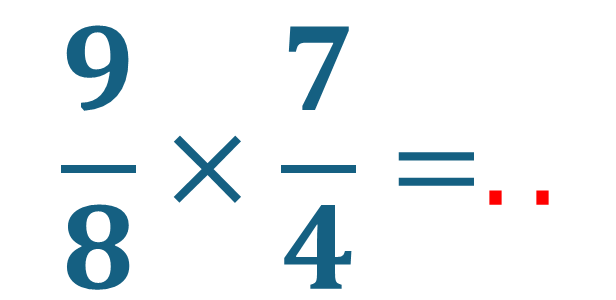 9/8 × 7/4 = . .